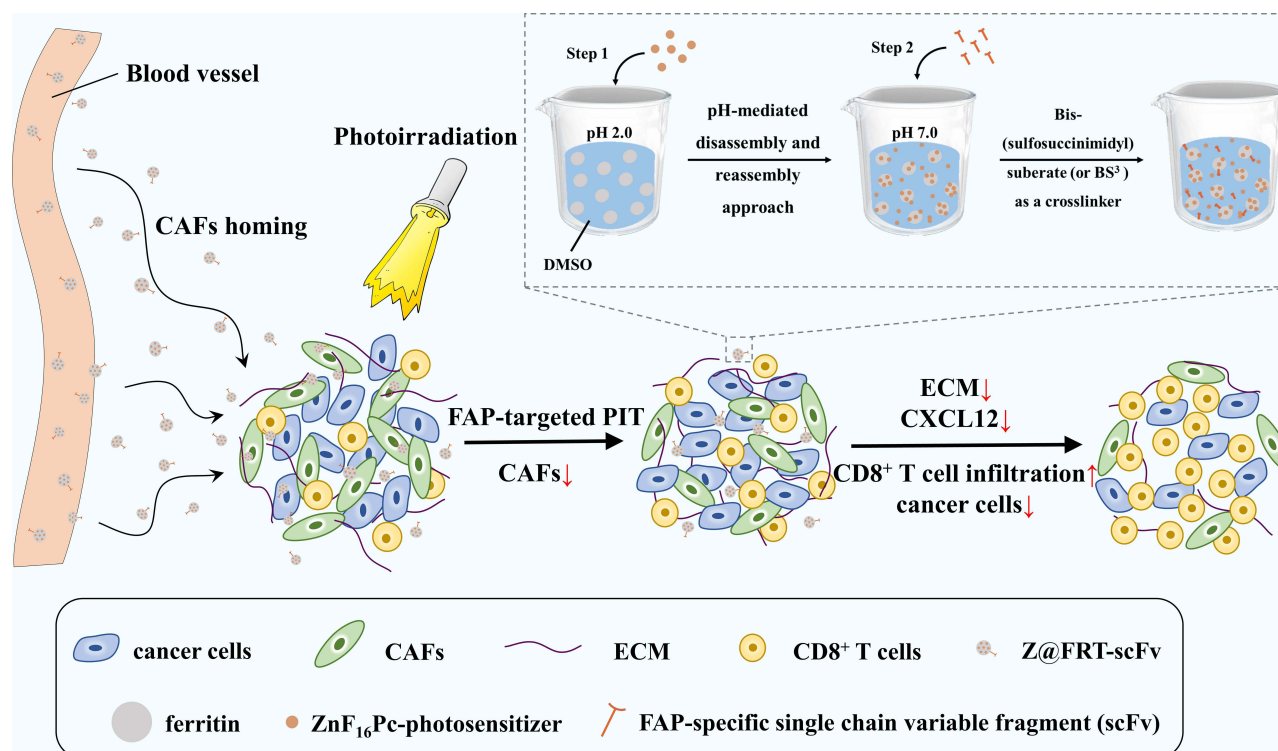 Blood vessel
CAFs homing
Photoirradiation
Step 1
pH 2.0
DMSO
pH-mediated
disassembly and
reassembly
approach
Step 2
pH 7.0
Bis-
(sulfosuccinimidyl)
suberate (or BS³)
as a crosslinker
FAP-targeted PIT
CAFs↓
ECM↓
CXCL12↓
CD8⁺ T cell infiltration↑
cancer cells↓
cancer cells
CAFs
ECM
CD8⁺ T cells
Z@FRT-scFv
ferritin
ZnF₁₆Pc-photosensitizer
FAP-specific single chain variable fragment (scFv)